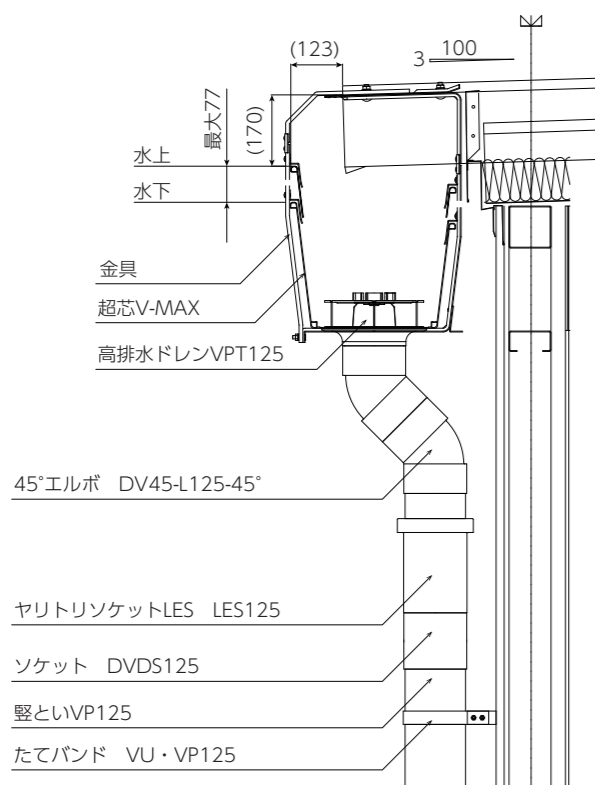 (123)
3 100
最大77
(170)
水上
水下
金具
超芯V-MAX
高排水ドレンVPT125
45°エルボ　DV45-L125-45°
ヤリトリソケットLES　LES125
ソケット　DVDS125
竪といVP125
たてバンド　VU・VP125